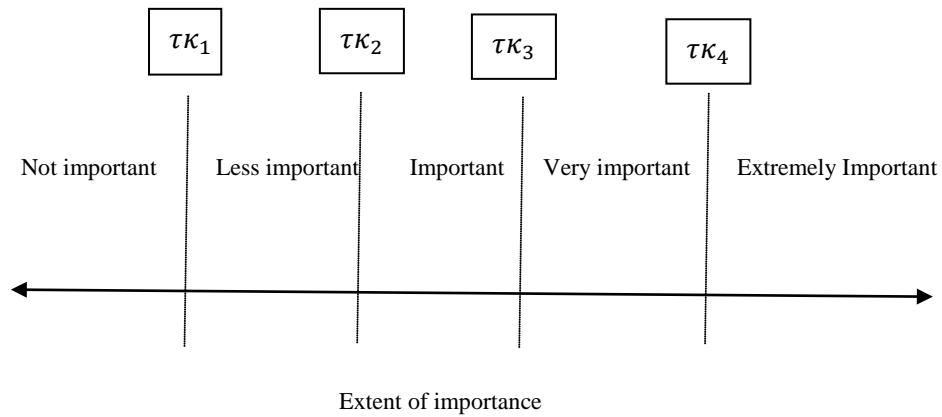 τκ₁ τκ₂ τκ₃ τκ₄
Not important Less important Important Very important Extremely Important
Extent of importance